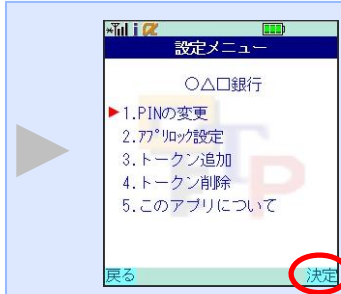 設定メニュー
○△□銀行
1.PINの変更
2.ｱﾌﾟﾘﾛｯｸ設定
3.トークン追加
4.トークン削除
5.このアプリについて
戻る 決定